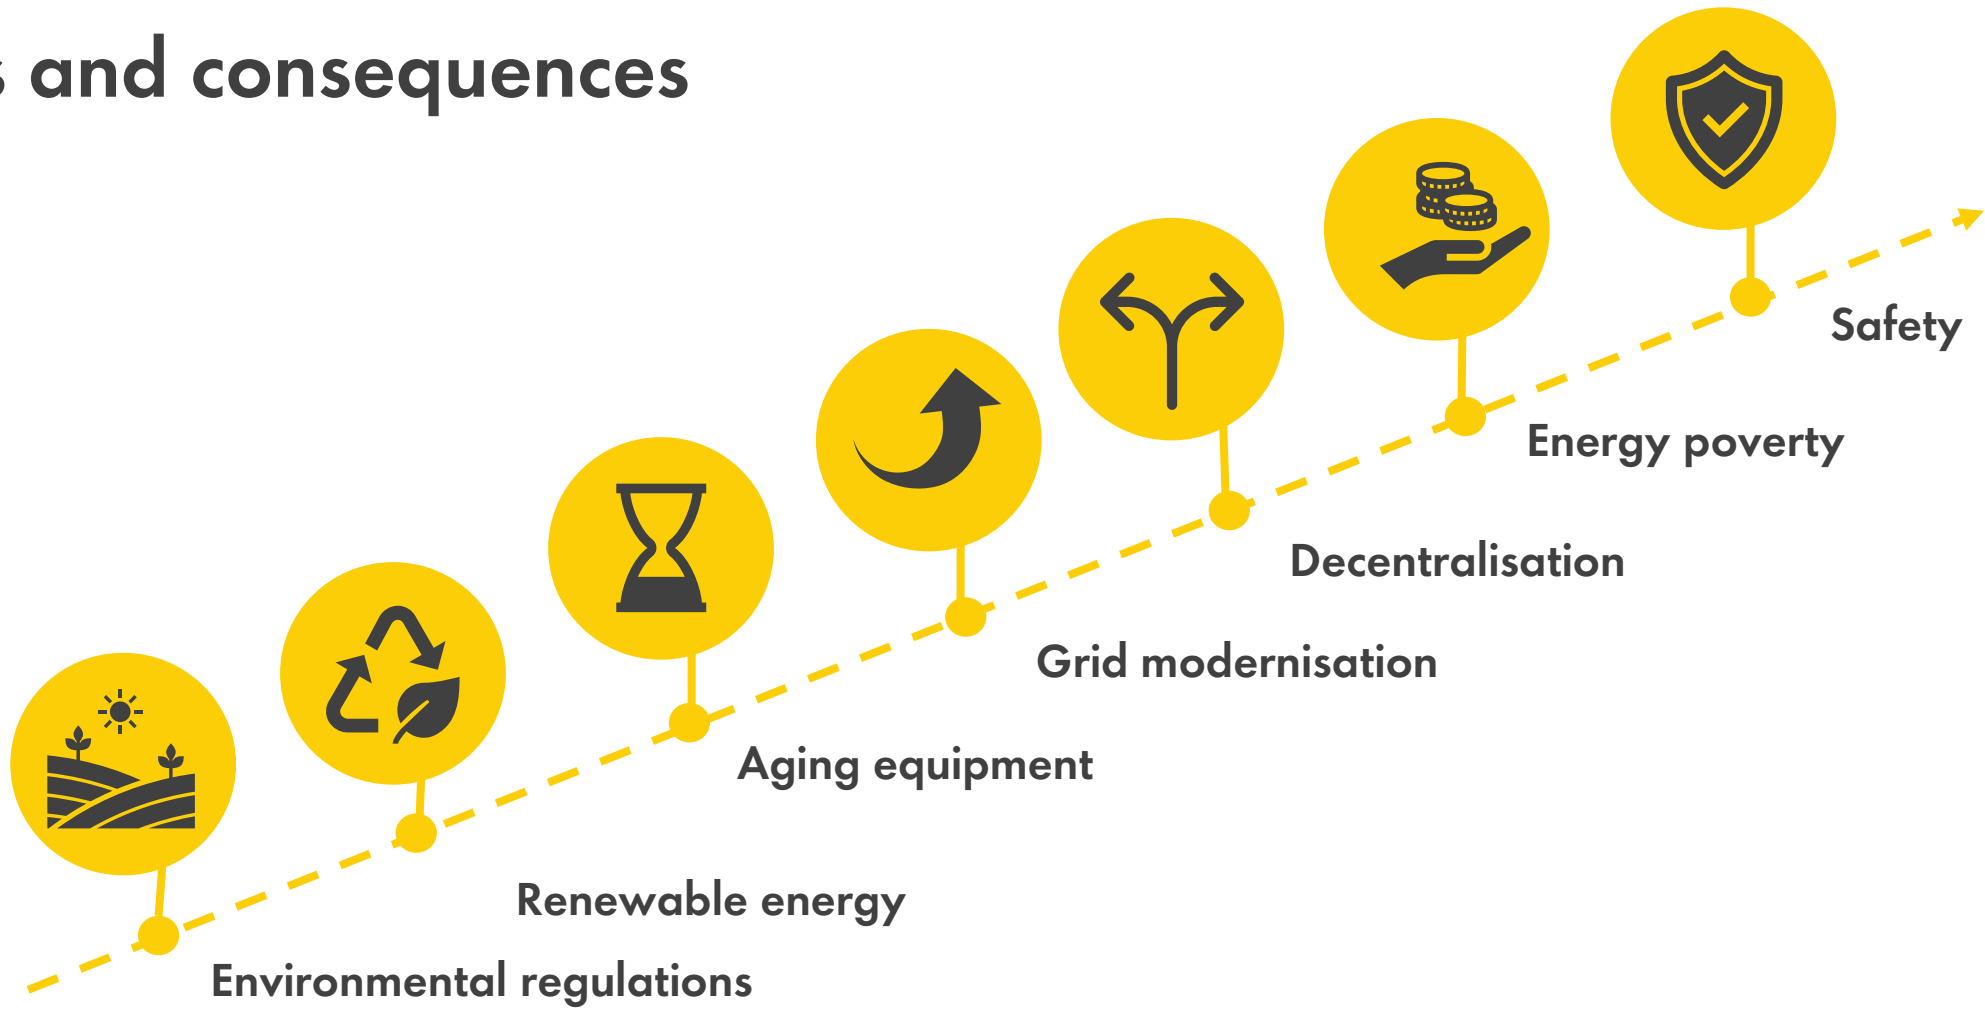 and consequences
Safety
Energy poverty
Decentralisation
Grid modernisation
Aging equipment
Renewable energy
Environmental regulations